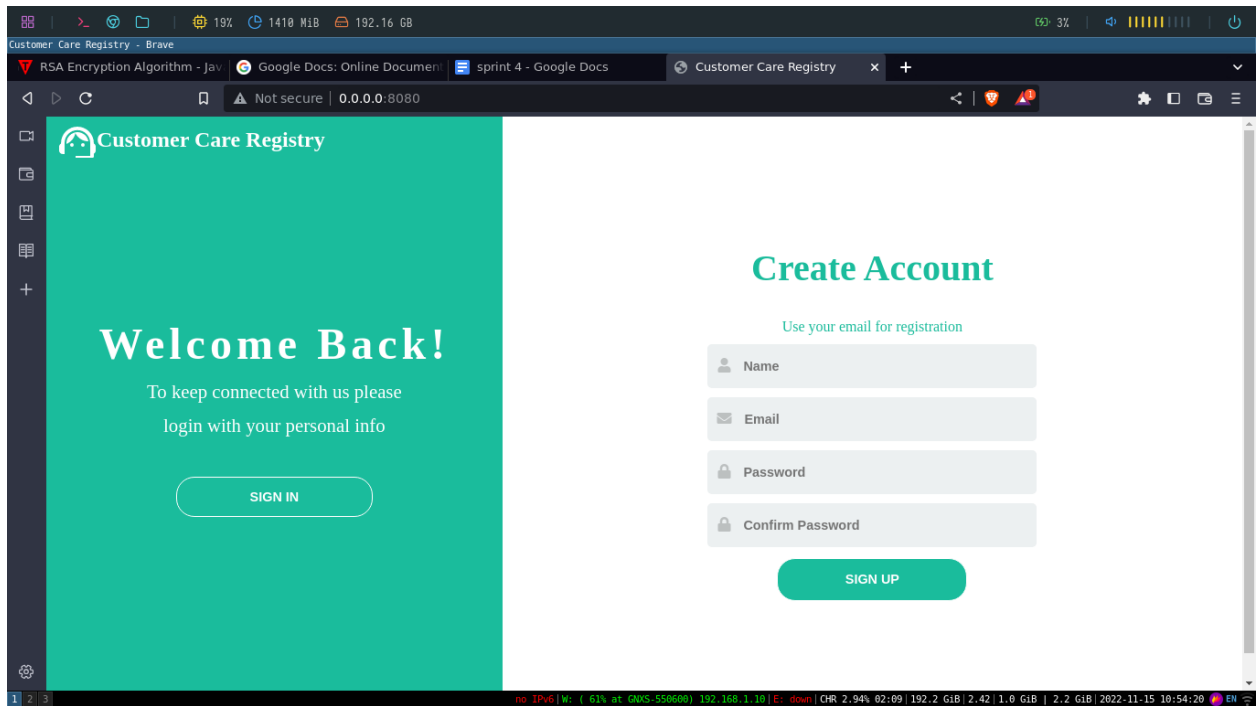 19% 1410 MiB 192.16 GB 3%
Customer Care Registry - Brave
RSA Encryption Algorithm - Jav
Google Docs: Online Document
sprint 4 - Google Docs
Customer Care Registry
Not secure 0.0.0.0:8080
1
Customer Care Registry
Welcome Back!
To keep connected with us please
login with your personal info
SIGN IN
Create Account
Use your email for registration
Name
Email
Password
Confirm Password
SIGN UP
1 2 3 no IPv6|W: ( 61% at GNXS-550600) 192.168.1.10|E: down|CHR 2.94% 02:09|192.2 GiB|2.42|1.0 GiB | 2.2 GiB|2022-11-15 10:54:20 EN